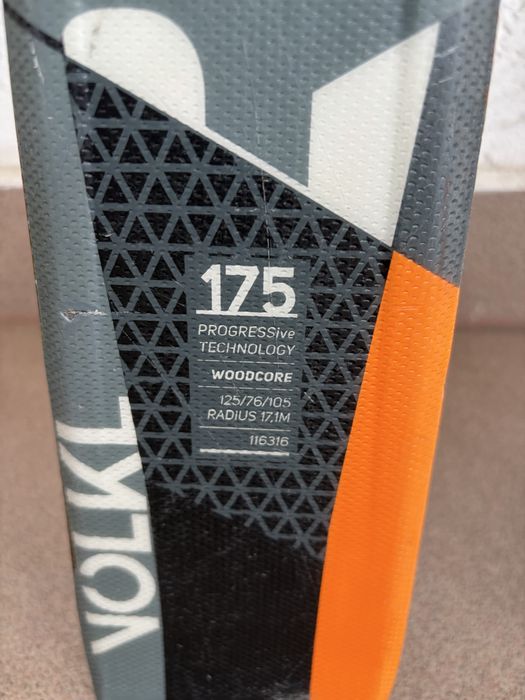 175
PROGRESSive
TECHNOLOGY
WOODCORE
125/76/105
RADIUS 17,1M
116316
VOLKL